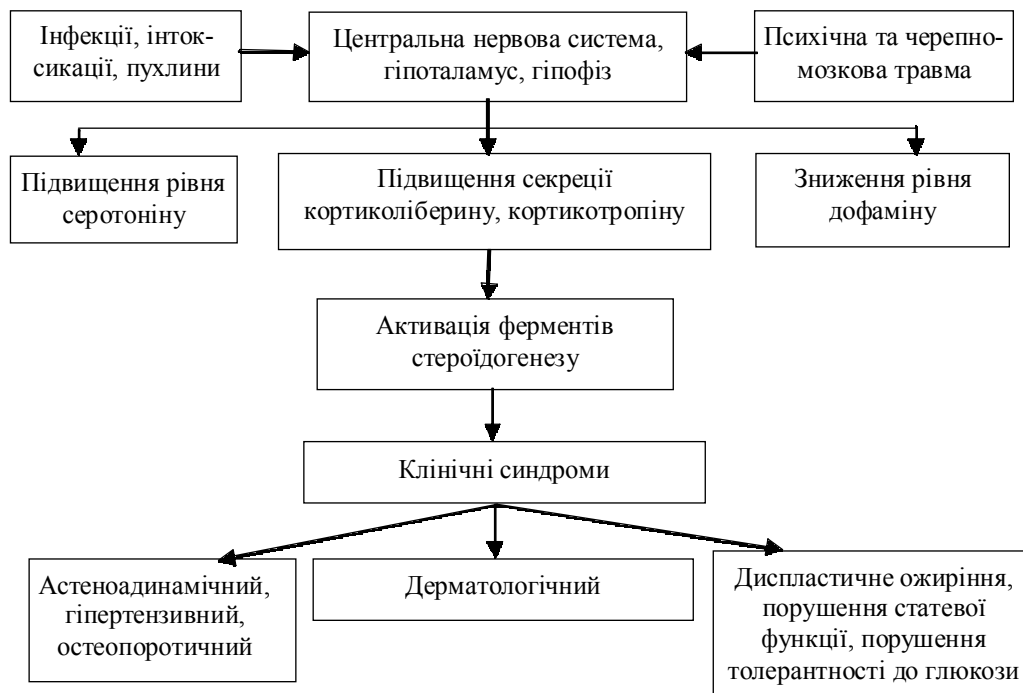 Інфекції, інток-
сикації, пухлини
Центральна нервова система,
гіпоталамус, гіпофіз
Психічна та черепно-
мозкова травма
Підвищення рівня
серотоніну
Підвищення секреції
кортиколіберину, кортикотропіну
Зниження рівня
дофаміну
Активація ферментів
стероїдогенезу
Клінічні синдроми
Астеноадинамічний,
гіпертензивний,
остеопоротичний
Дерматологічний
Диспластичне ожиріння,
порушення статевої
функції, порушення
толерантності до глюкози